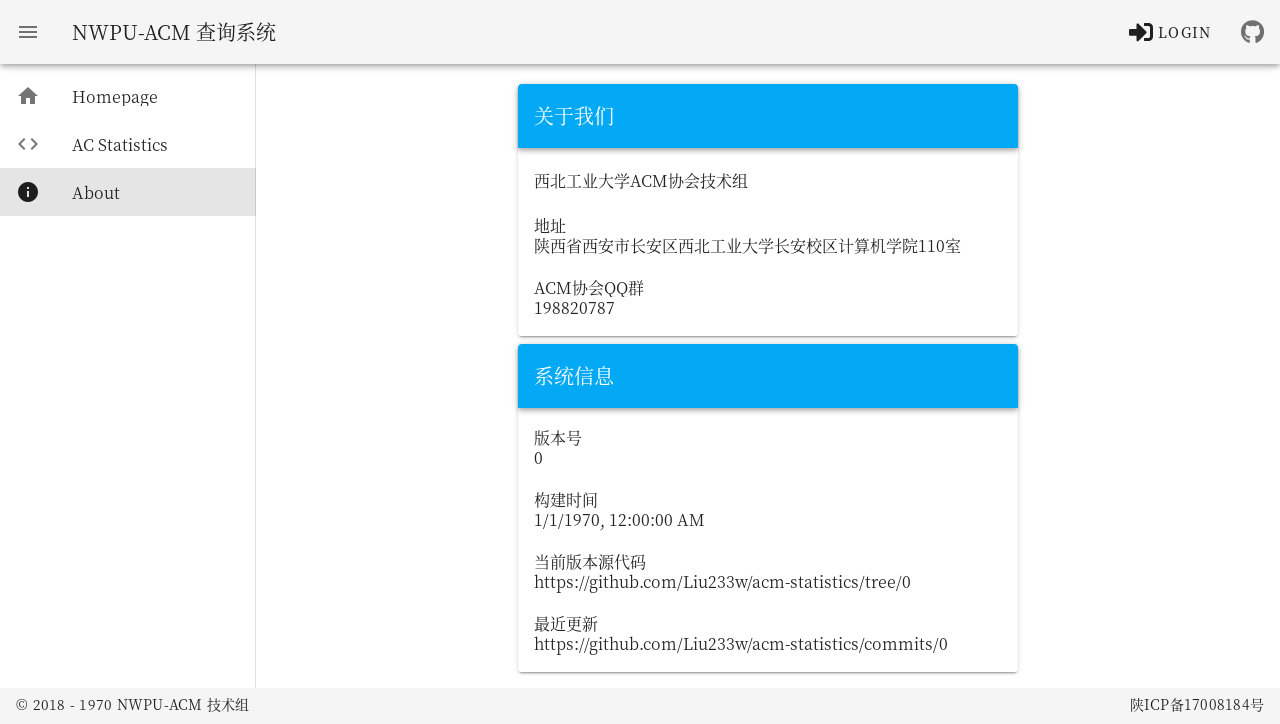 NWPU-ACM 查询系统
LOGIN
Homepage
AC Statistics
About
关于我们
西北工业大学ACM协会技术组
地址
陕西省西安市长安区西北工业大学长安校区计算机学院110室
ACM协会QQ群
198820787
系统信息
版本号
0
构建时间
1/1/1970, 12:00:00 AM
当前版本源代码
https://github.com/Liu233w/acm-statistics/tree/0
最近更新
https://github.com/Liu233w/acm-statistics/commits/0
© 2018 - 1970 NWPU-ACM 技术组
陕ICP备17008184号